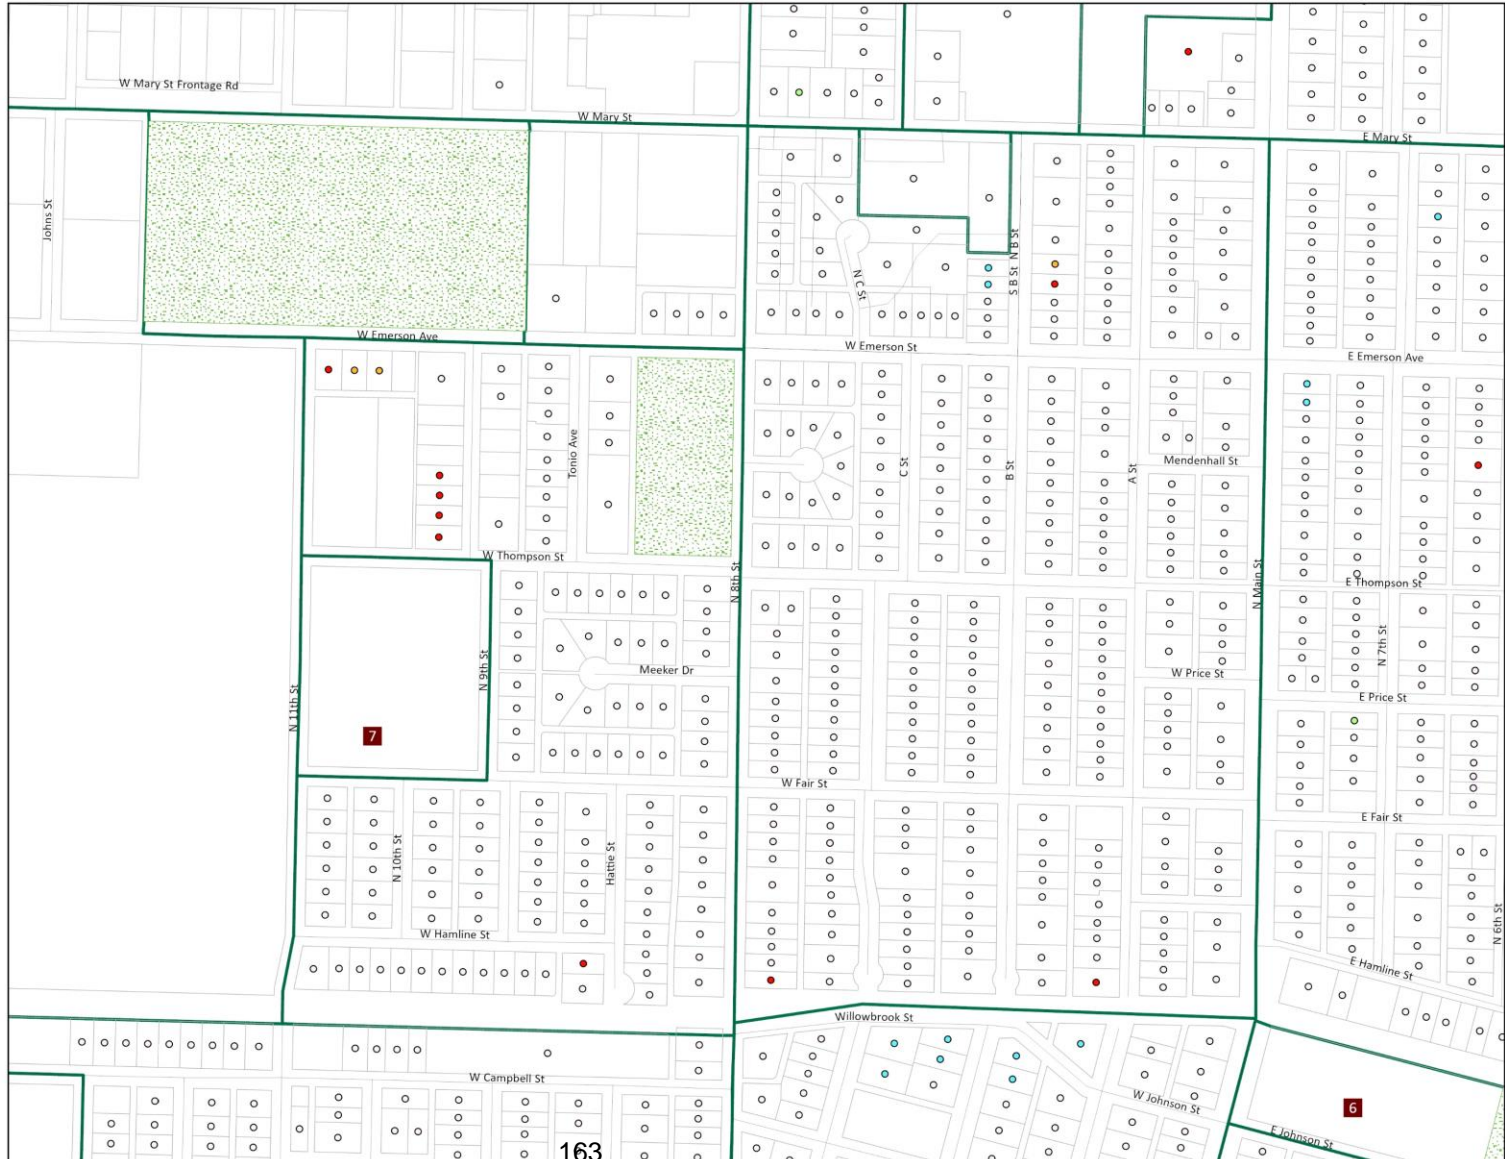 W Mary St Frontage Rd
W Mary St
E Mary St
Johns St
N C St
N B St
S B St
W Emerson Ave
W Emerson St
E Emerson Ave
Tonio Ave
C St
B St
A St
Mendenhall St
W Thompson St
N 8th St
N Main St
E Thompson St
N 9th St
Meeker Dr
N 7th St
W Price St
E Price St
N 11th St
7
W Fair St
E Fair St
N 10th St
Hattie St
W Hamline St
N 6th St
E Hamline St
Willowbrook St
W Campbell St
W Johnson St
6
E Johnson St
163